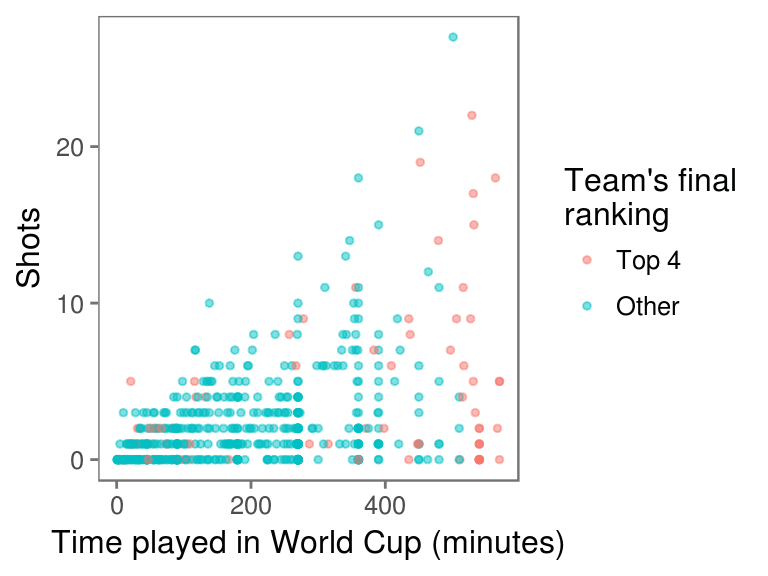 20
10
0
Shots
0 200 400
Time played in World Cup (minutes)
Team's final
ranking
Top 4
Other